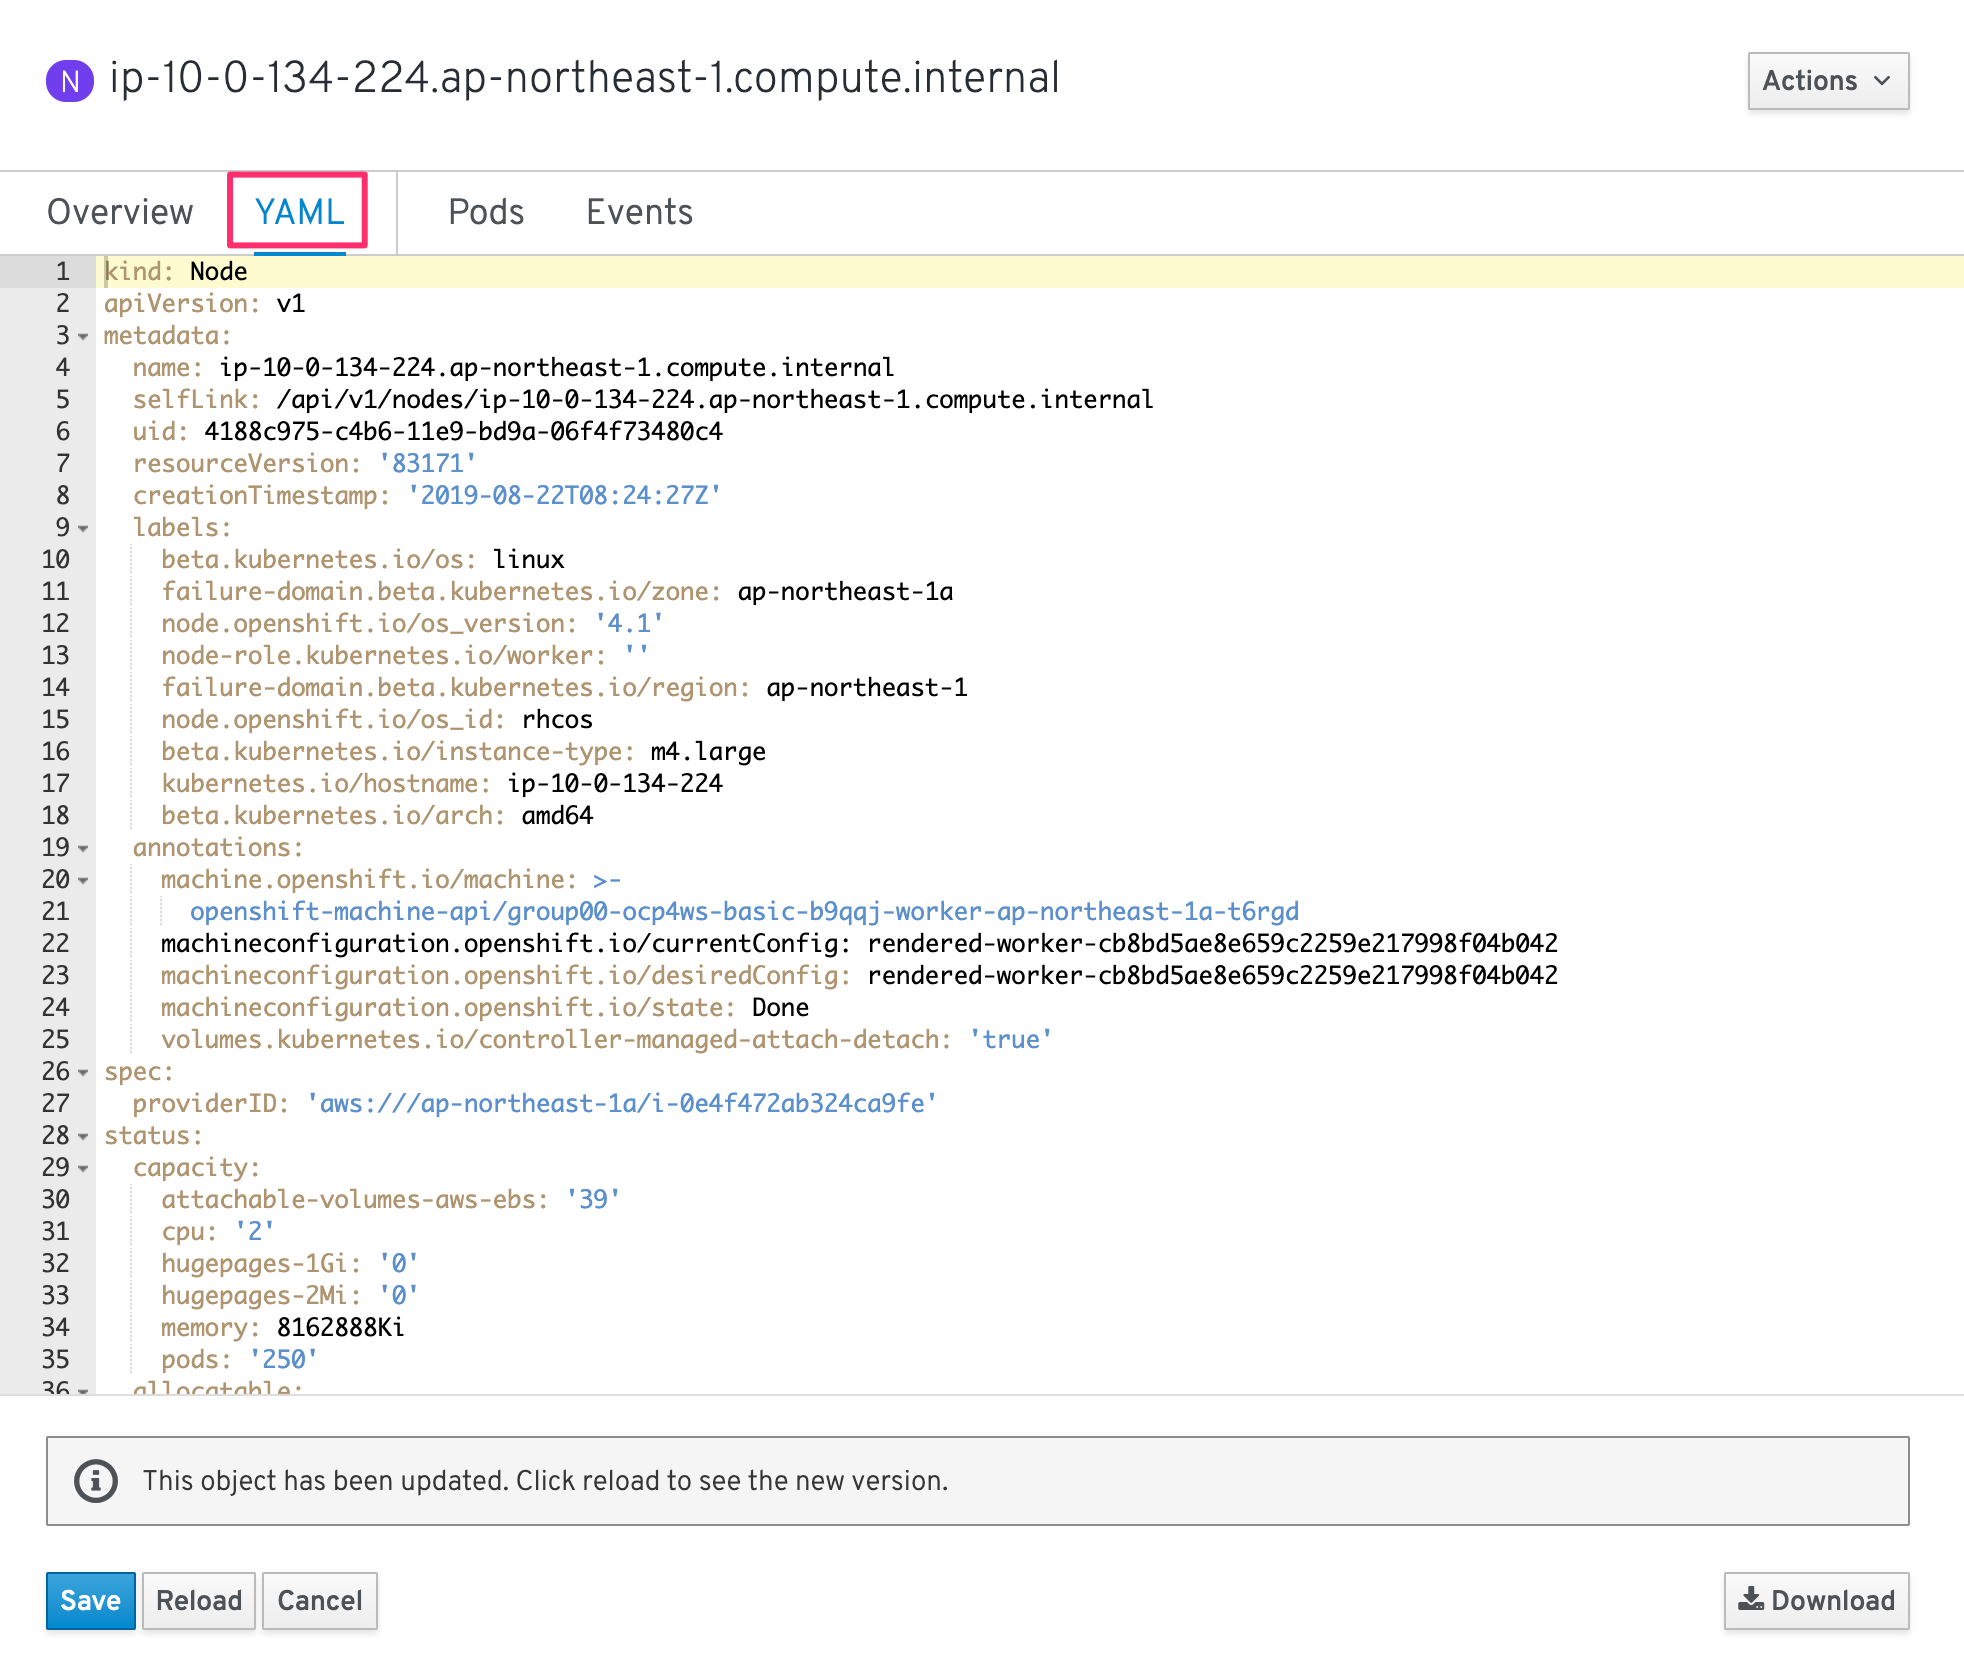 N ip-10-0-134-224.ap-northeast-1.compute.internal
Actions
Overview YAML Pods Events
1 kind: Node
2 apiVersion: v1
3 metadata:
4 name: ip-10-0-134-224.ap-northeast-1.compute.internal
5 selfLink: /api/v1/nodes/ip-10-0-134-224.ap-northeast-1.compute.internal
6 uid: 4188c975-c4b6-11e9-bd9a-06f4f73480c4
7 resourceVersion: '83171'
8 creationTimestamp: '2019-08-22T08:24:27Z'
9 labels:
10 beta.kubernetes.io/os: linux
11 failure-domain.beta.kubernetes.io/zone: ap-northeast-1a
12 node.openshift.io/os_version: '4.1'
13 node-role.kubernetes.io/worker: ''
14 failure-domain.beta.kubernetes.io/region: ap-northeast-1
15 node.openshift.io/os_id: rhcos
16 beta.kubernetes.io/instance-type: m4.large
17 kubernetes.io/hostname: ip-10-0-134-224
18 beta.kubernetes.io/arch: amd64
19 annotations:
20 machine.openshift.io/machine: >-
21 openshift-machine-api/group00-ocp4ws-basic-b9qqj-worker-ap-northeast-1a-t6rgd
22 machineconfiguration.openshift.io/currentConfig: rendered-worker-cb8bd5ae8e659c2259e217998f04b042
23 machineconfiguration.openshift.io/desiredConfig: rendered-worker-cb8bd5ae8e659c2259e217998f04b042
24 machineconfiguration.openshift.io/state: Done
25 volumes.kubernetes.io/controller-managed-attach-detach: 'true'
26 spec:
27 providerID: 'aws:///ap-northeast-1a/i-0e4f472ab324ca9fe'
28 status:
29 capacity:
30 attachable-volumes-aws-ebs: '39'
31 cpu: '2'
32 hugepages-1Gi: '0'
33 hugepages-2Mi: '0'
34 memory: 8162888Ki
35 pods: '250'
36 allocatable:
This object has been updated. Click reload to see the new version.
Save Reload Cancel Download